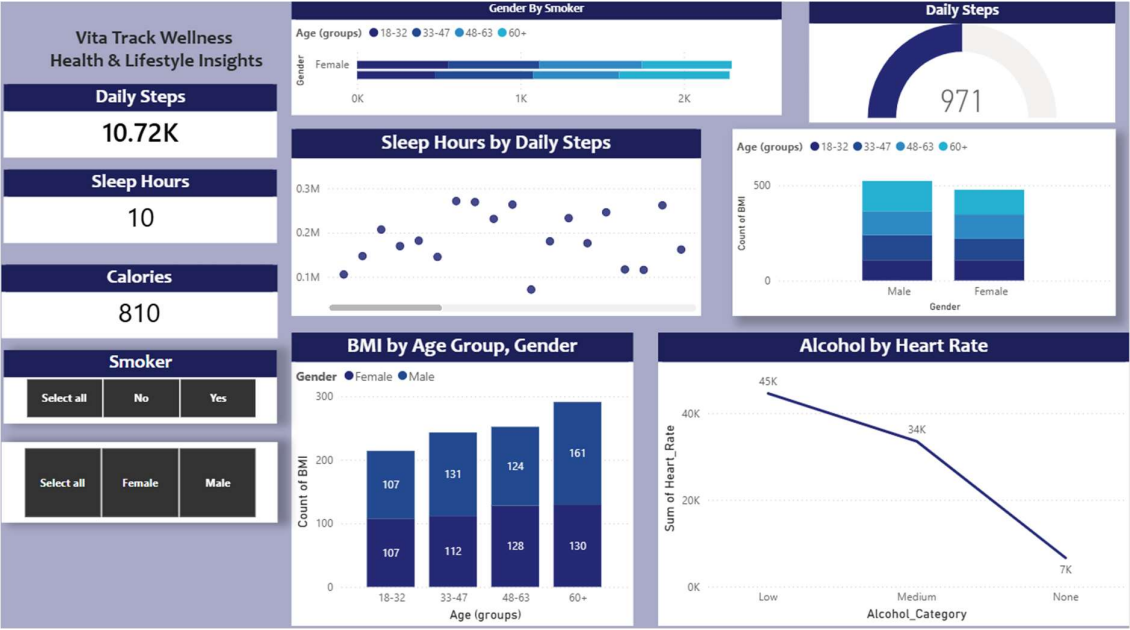 Vita Track Wellness
Health & Lifestyle Insights
Daily Steps
10.72K
Sleep Hours
10
Calories
810
Smoker
Select all No Yes
Select all Female Male
Gender By Smoker
Age (groups) 18-32 33-47 48-63 60+
Gender
Female
0K 1K 2K
Daily Steps
971
Sleep Hours by Daily Steps
0.3M
0.2M
0.1M
Age (groups) 18-32 33-47 48-63 60+
Count of BMI
500
0
Male Female
Gender
BMI by Age Group, Gender
Gender Female Male
Count of BMI
300
200
100
0
107 131 124 161
107 112 128 130
18-32 33-47 48-63 60+
Age (groups)
Alcohol by Heart Rate
Sum of Heart_Rate
45K
40K
34K
20K
7K
0K
Low Medium None
Alcohol_Category